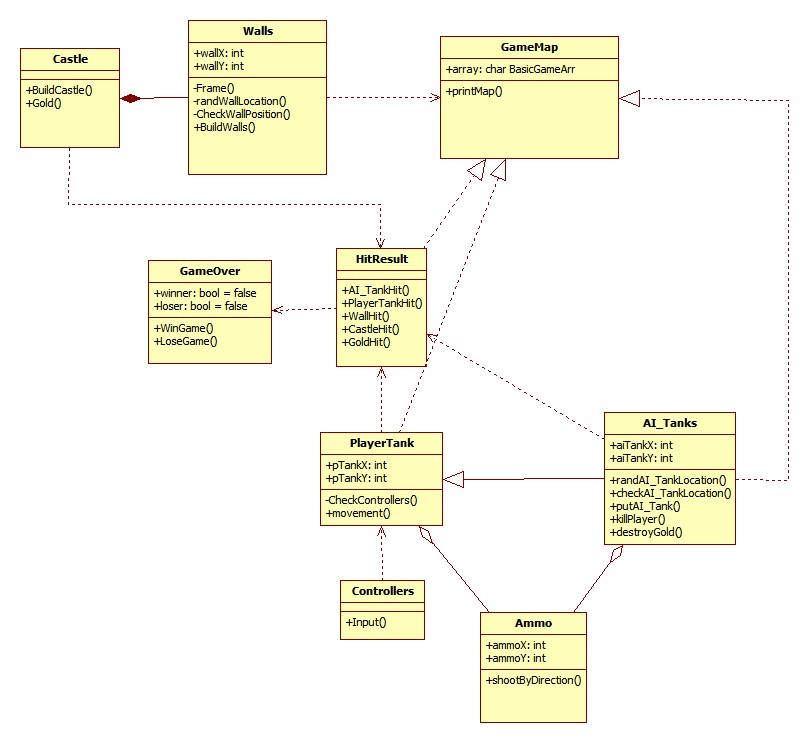 Castle
+BuildCastle()
+Gold()
Walls
+wallX: int
+wallY: int
-Frame()
-randWallLocation()
-CheckWallPosition()
+BuildWalls()
GameMap
+array: char BasicGameArr
+printMap()
GameOver
+winner: bool = false
+loser: bool = false
+WinGame()
+LoseGame()
HitResult
+AI_TankHit()
+PlayerTankHit()
+WallHit()
+CastleHit()
+GoldHit()
PlayerTank
+pTankX: int
+pTankY: int
-CheckControllers()
+movement()
AI_Tanks
+aiTankX: int
+aiTankY: int
+randAI_TankLocation()
+checkAI_TankLocation()
+putAI_Tank()
+killPlayer()
+destroyGold()
Controllers
+Input()
Ammo
+ammoX: int
+ammoY: int
+shootByDirection()